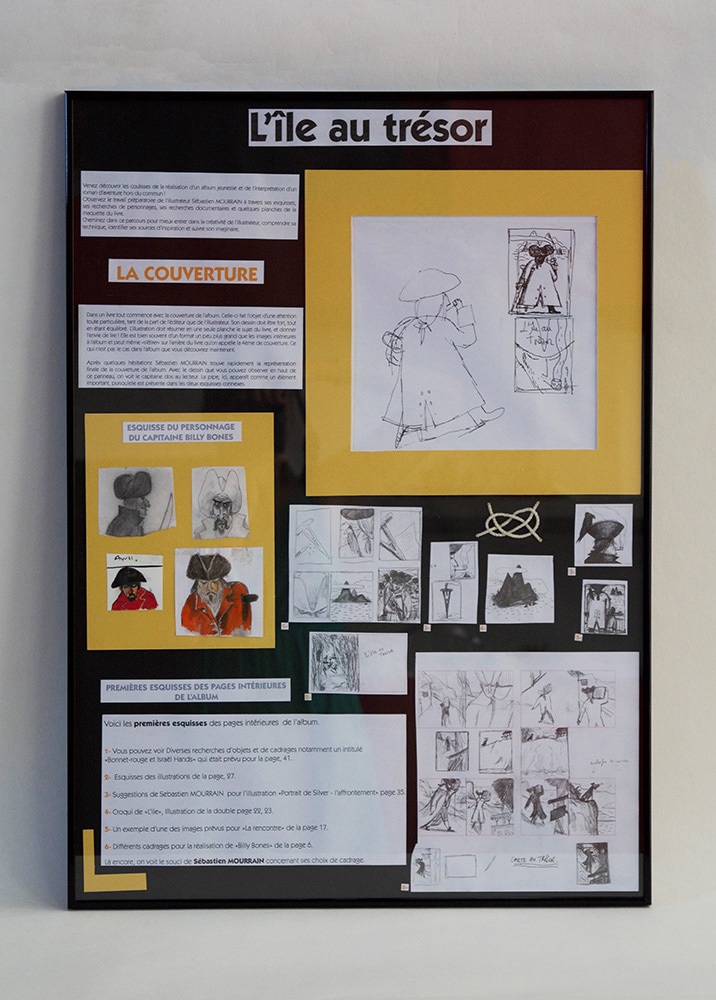 L'île au trésor
Venez découvrir les coulisses de la réalisation d'un album jeunesse et de l'interprétation d'un
roman d'aventure hors du commun !
Observez le travail préparatoire de l'illustrateur Sébastien MOURRAIN à travers ses esquisses,
ses recherches de personnages, ses recherches documentaires et quelques planches de la
maquette du livre.
Cheminez dans ce parcours pour mieux entrer dans la créativité de l'illustrateur, comprendre sa
technique, identifier ses sources d'inspiration et suivre son imaginaire.
LA COUVERTURE
Dans un livre tout commence avec la couverture de l'album. Celle-ci fait l'objet d'une attention
toute particulière, tant de la part de l'éditeur que de l'illustrateur. Son dessin doit être fort, tout
en étant équilibré. L'illustration doit résumer en une seule planche le sujet du livre, et donner
l'envie de lire ! Elle est bien souvent d'un format un peu plus grand que les images intérieures
à l'album et peut même «s'étirer» sur l'arrière du livre qu'on appelle la 4ème de couverture. Ce
qui n'est pas le cas dans l'album que vous découvrez maintenant.
Après quelques hésitations Sébastien MOURRAIN trouve rapidement la représentation
finale de la couverture de l'album. Avec le dessin que vous pouvez observer en haut de
ce panneau, on voit le capitaine dos au lecteur. La pipe, ici, apparaît comme un élément
important, puisqu'elle est présente dans les deux esquisses connexes.
L'île au
Trésor
ESQUISSE DU PERSONNAGE
DU CAPITAINE BILLY BONES
Avril.
L'île au
Trésor
PREMIÈRES ESQUISSES DES PAGES INTÉRIEURES
DE L'ALBUM
Voici les premières esquisses des pages intérieures de l'album.
1- Vous pouvez voir Diverses recherches d'objets et de cadrages notamment un intitulé
«Bonnet-rouge et Israël Hands» qui était prévu pour la page, 41.
2- Esquisses des illustrations de la page, 27.
3- Suggestions de Sébastien MOURRAIN pour l'illustration «Portrait de Silver - l'affrontement» page 35.
4- Croqui de «L'île», Illustration de la double page 22, 23.
5- Un exemple d'une des images prévus pour «La rencontre» de la page 17.
6- Différents cadrages pour la réalisation de «Billy Bones» de la page 6.
Là encore, on voit le souci de Sébastien MOURRAIN concernant ses choix de cadrage.
CARTE AU TRÉSOR.